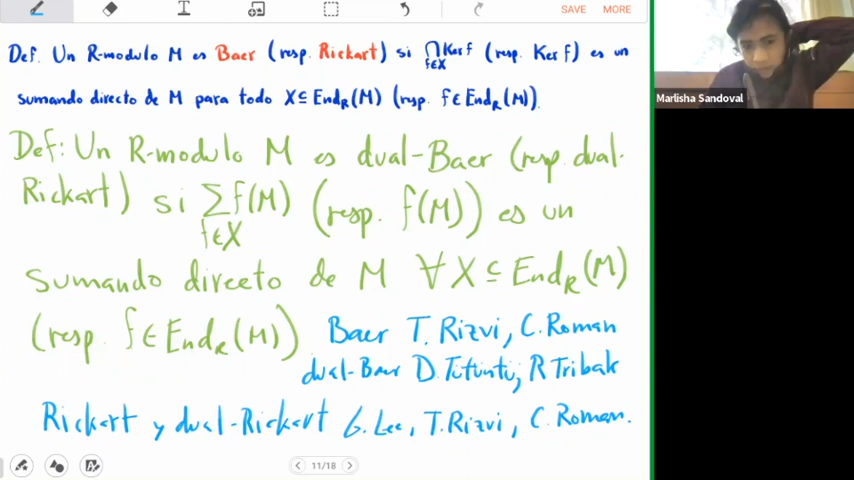 SAVE MORE
Def. Un R-modulo M es Baer (resp. Rickart) si ⋂ Ker f (resp. Ker f) es un
f∈X
sumando directo de M para todo X⊆End_R(M) (resp. f∈End_R(M)).
Def: Un R-modulo M es dual-Baer (resp. dual-
Rickart) si ∑ f(M) (resp. f(M)) es un
f∈X
sumando directo de M ∀X⊆End_R(M)
(resp. f∈End_R(M))
Baer T. Rizvi, C. Roman
dual-Baer D. Tutuntu, R Tribak
Rickart y dual-Rickart G. Lee, T. Rizvi, C. Roman.
11/18
Marlisha Sandoval